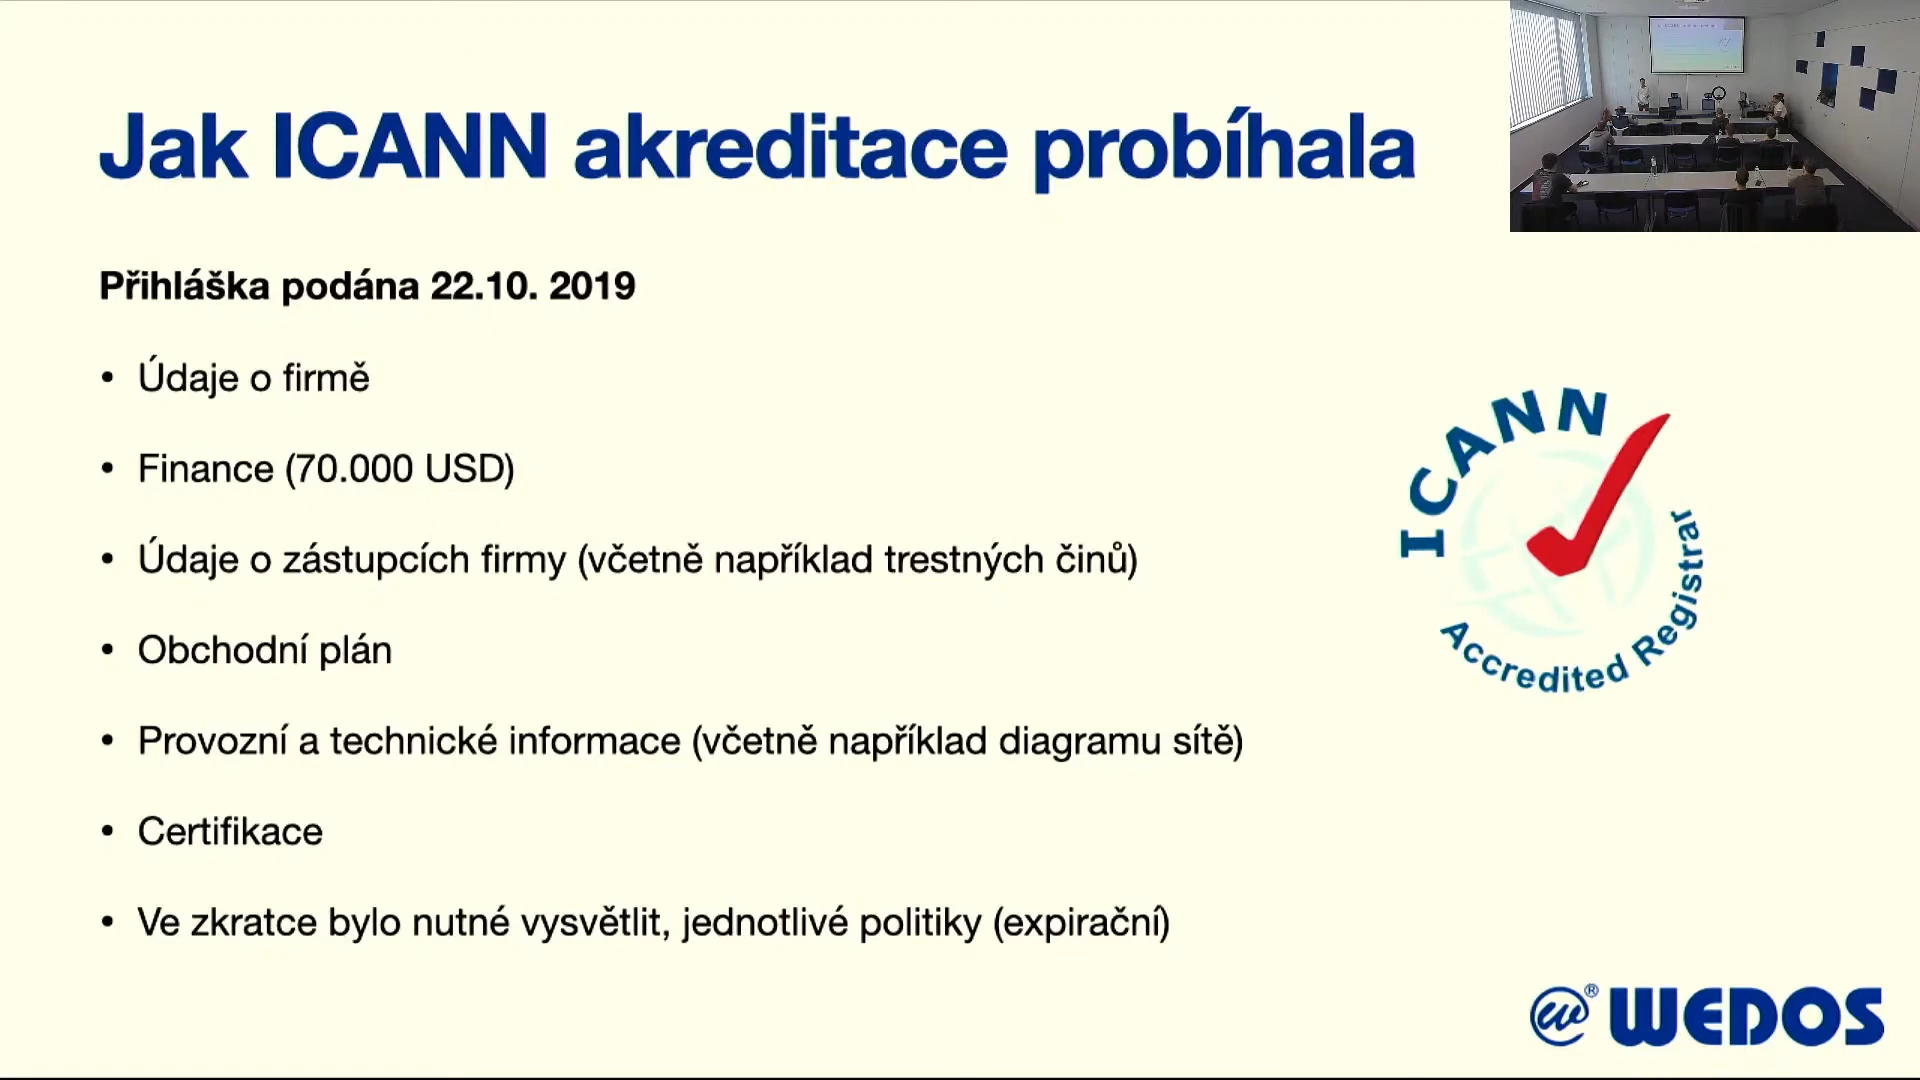 Jak ICANN akreditace probíhala
Přihláška podána 22.10. 2019
• Údaje o firmě
• Finance (70.000 USD)
• Údaje o zástupcích firmy (včetně například trestných činů)
• Obchodní plán
• Provozní a technické informace (včetně například diagramu sítě)
• Certifikace
• Ve zkratce bylo nutné vysvětlit, jednotlivé politiky (expirační)
ICANN
Accredited Registrar
w® WEDOS